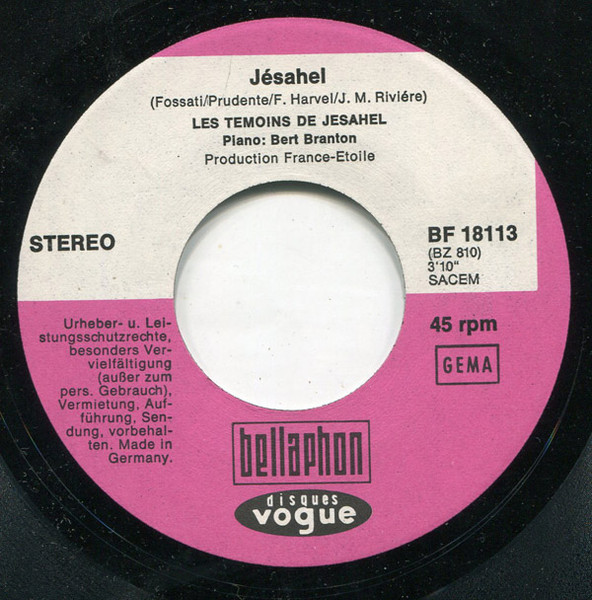 Jésahel
(Fossati/Prudente/F. Harvel/J. M. Riviére)
LES TEMOINS DE JESAHEL
Piano: Bert Branton
Production France-Etoile
STEREO
BF 18113
(BZ 810)
3'10"
SACEM
45 rpm
GEMA
Urheber- u. Lei-
stungsschutzrechte,
besonders Ver-
vielfältigung
(außer zum
pers. Gebrauch),
Vermietung, Auf-
führung, Sen-
dung, vorbehal-
ten. Made in
Germany.
bellaphon
disques
vogue